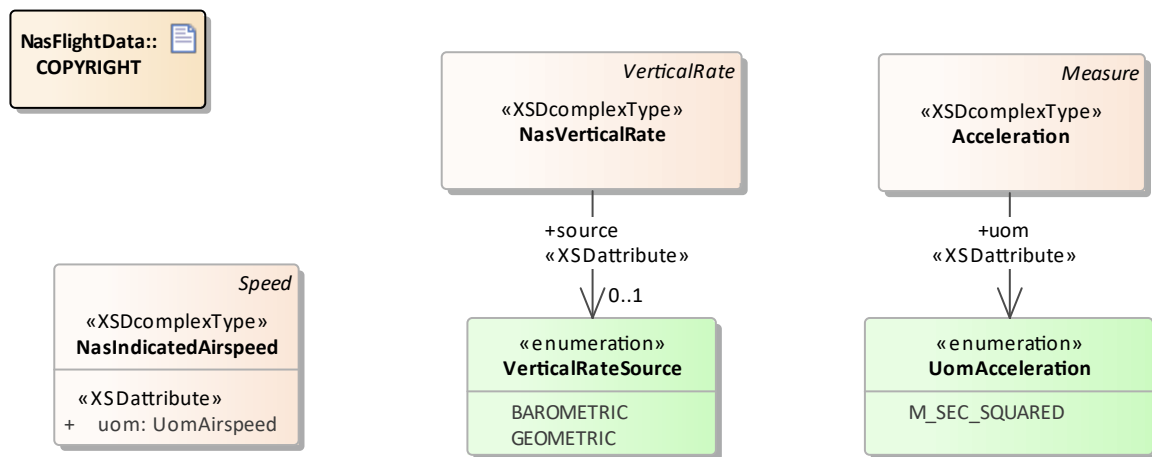 NasFlightData::
COPYRIGHT
VerticalRate
«XSDcomplexType»
NasVerticalRate
Measure
«XSDcomplexType»
Acceleration
+source
«XSDattribute»
0..1
+uom
«XSDattribute»
Speed
«XSDcomplexType»
NasIndicatedAirspeed
«XSDattribute»
+ uom: UomAirspeed
«enumeration»
VerticalRateSource
BAROMETRIC
GEOMETRIC
«enumeration»
UomAcceleration
M_SEC_SQUARED